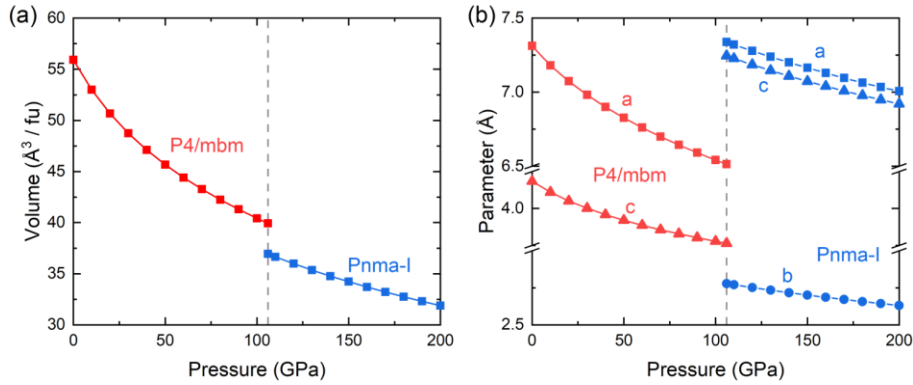 (a)
60
55
50
45
40
35
30
Volume (Å³ / fu)
P4/mbm
Pnma-I
0
50
100
150
200
Pressure (GPa)
(b)
7.5
7.0
6.5
4.0
2.5
Parameter (Å)
a
a
c
P4/mbm
c
Pnma-I
b
0
50
100
150
200
Pressure (GPa)